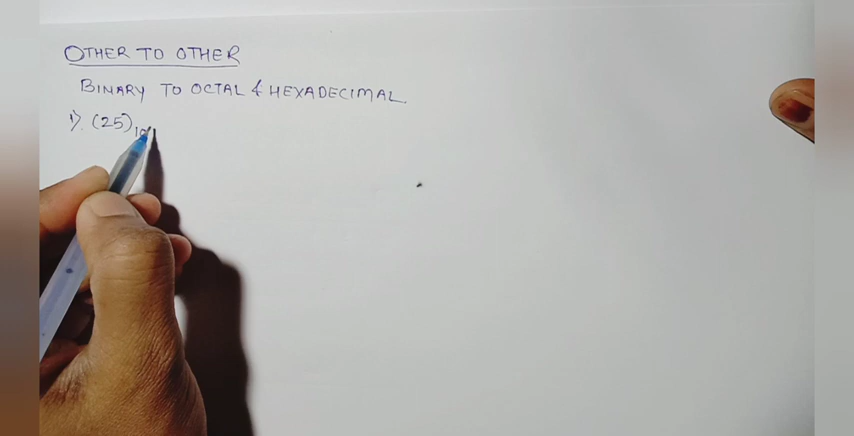 OTHER TO OTHER
BINARY TO OCTAL & HEXADECIMAL
1). (25)10